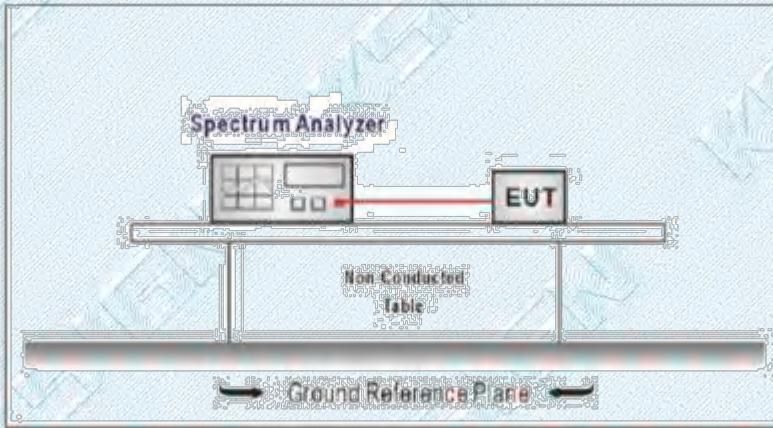 Spectrum Analyzer
EUT
Non-Conducted
Table
Ground Reference Plane